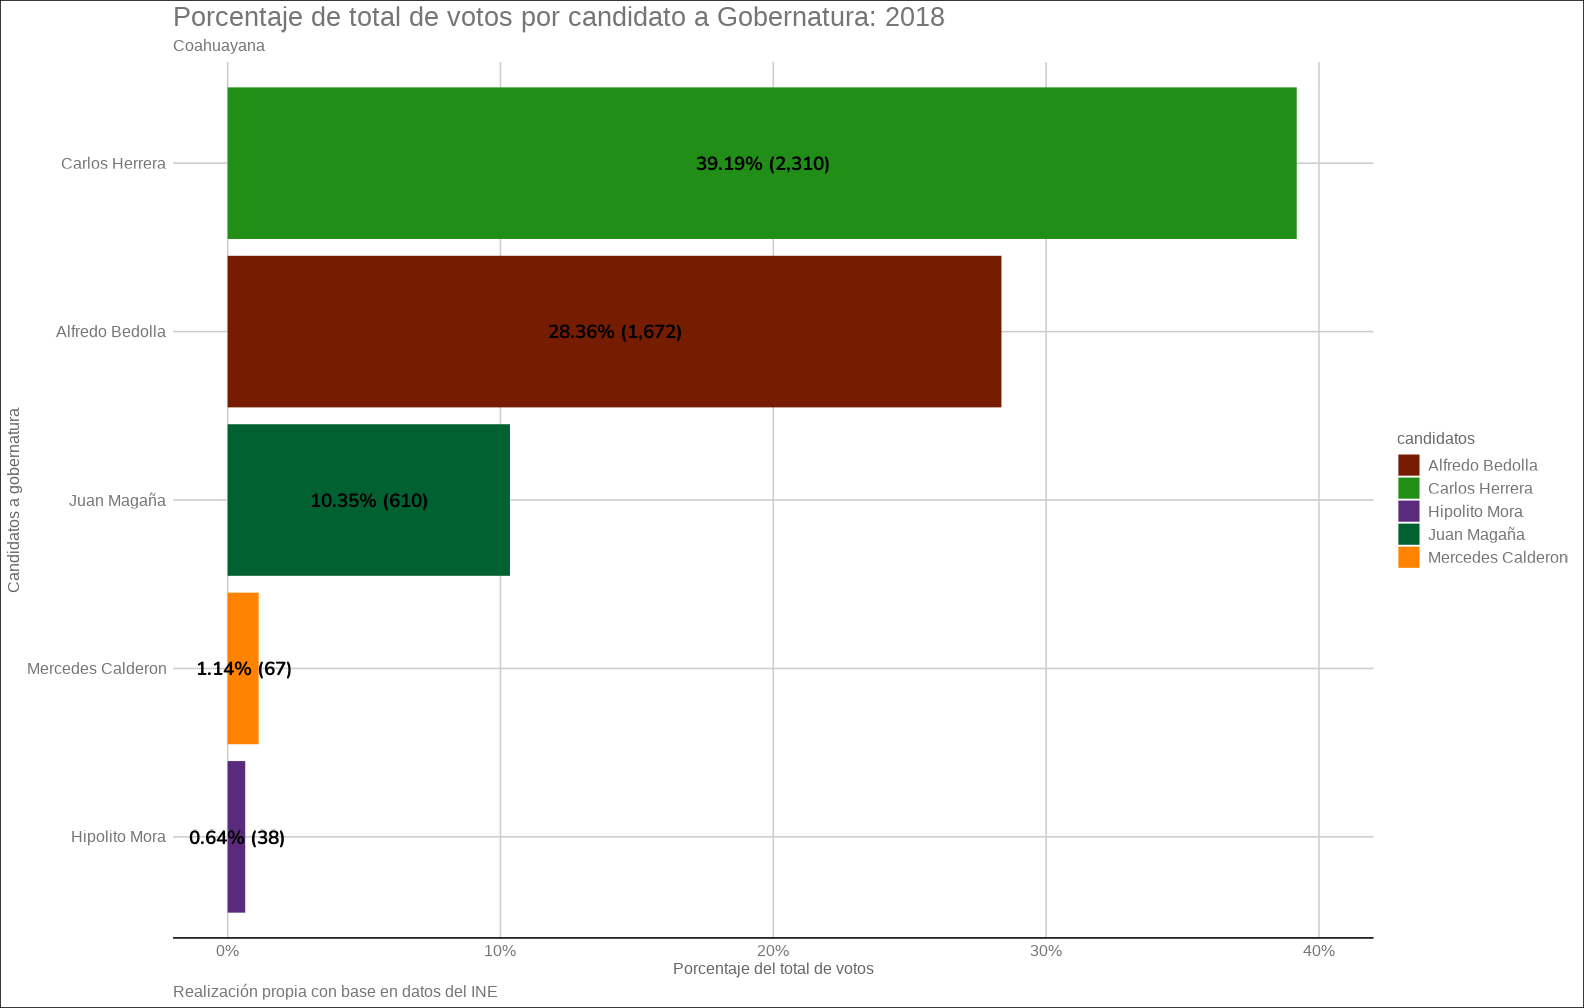 Porcentaje de total de votos por candidato a Gobernatura: 2018
Coahuayana
Candidatos a gobernatura
Carlos Herrera
39.19% (2,310)
Alfredo Bedolla
28.36% (1,672)
Juan Magaña
10.35% (610)
Mercedes Calderon
1.14% (67)
Hipolito Mora
0.64% (38)
0%
10%
20%
30%
40%
Porcentaje del total de votos
candidatos
Alfredo Bedolla
Carlos Herrera
Hipolito Mora
Juan Magaña
Mercedes Calderon
Realización propia con base en datos del INE